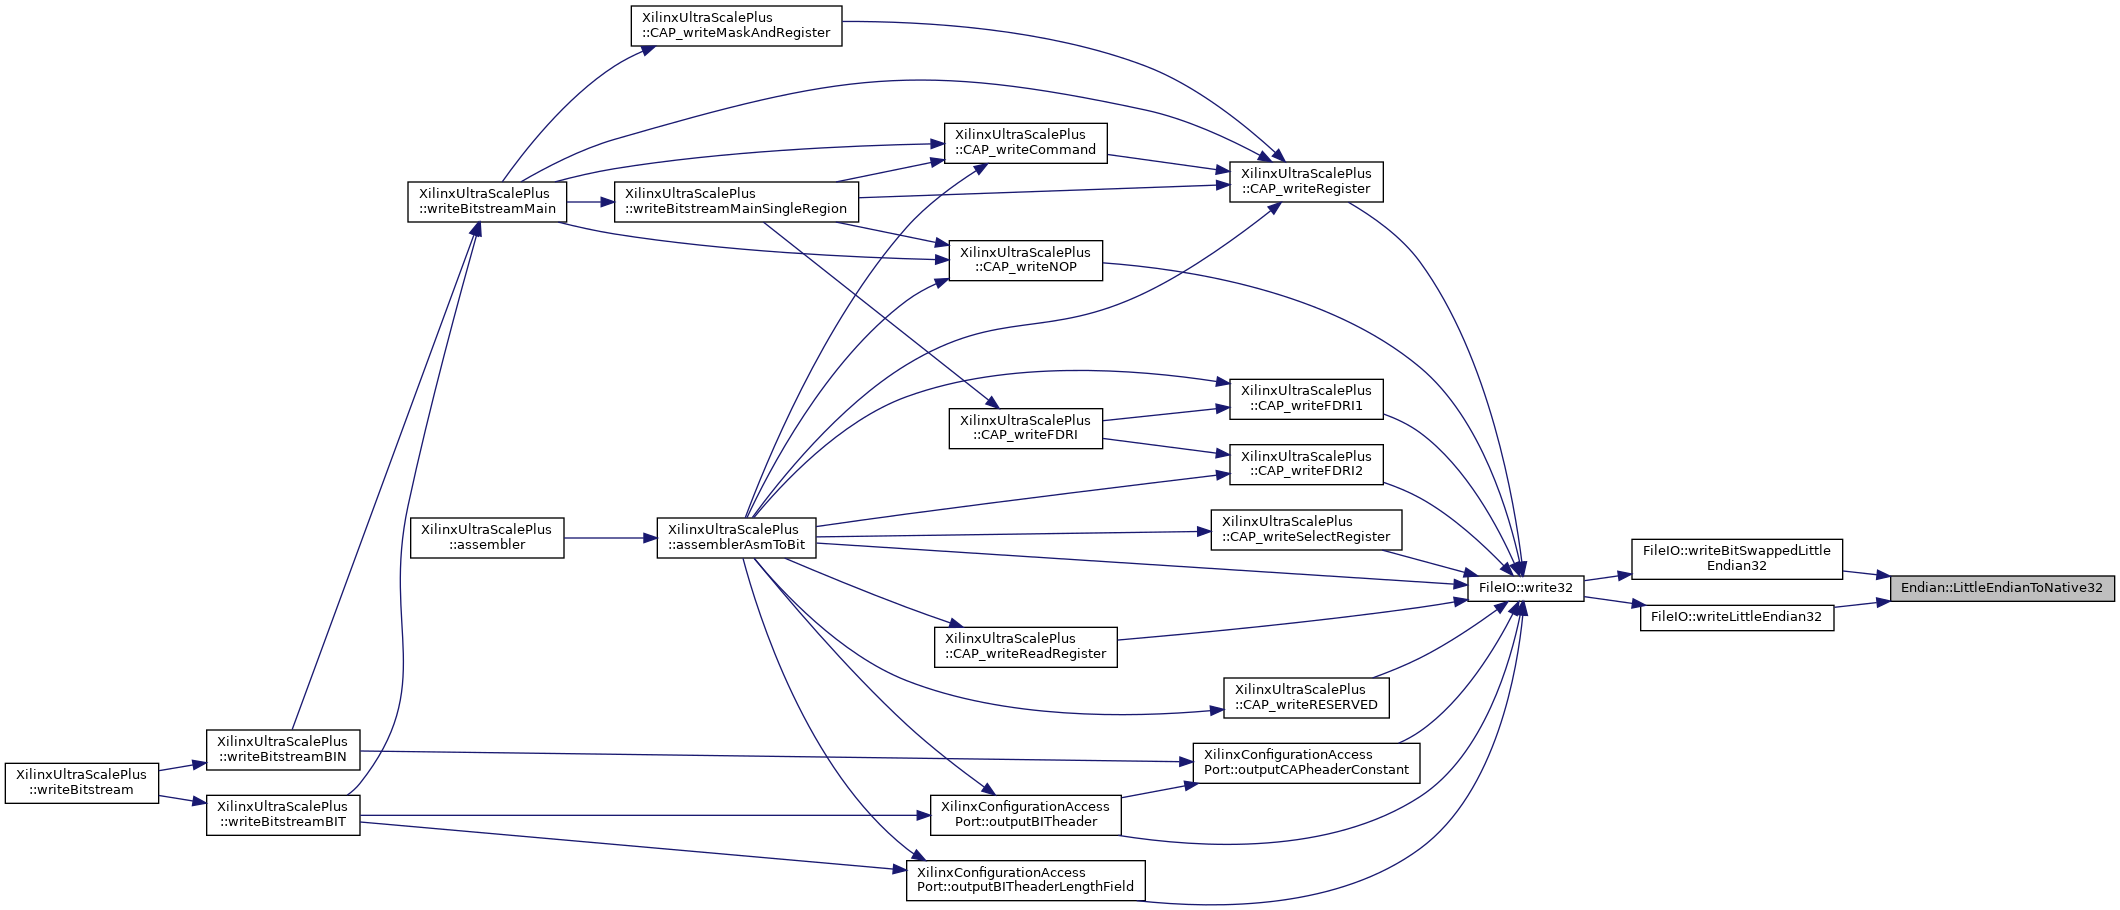 XilinxUltraScalePlus
::CAP_writeMaskAndRegister
XilinxUltraScalePlus
::CAP_writeCommand
XilinxUltraScalePlus
::CAP_writeRegister
XilinxUltraScalePlus
::writeBitstreamMain
XilinxUltraScalePlus
::writeBitstreamMainSingleRegion
XilinxUltraScalePlus
::CAP_writeNOP
XilinxUltraScalePlus
::CAP_writeFDRI1
XilinxUltraScalePlus
::CAP_writeFDRI
XilinxUltraScalePlus
::CAP_writeFDRI2
XilinxUltraScalePlus
::CAP_writeSelectRegister
XilinxUltraScalePlus
::assembler
XilinxUltraScalePlus
::assemblerAsmToBit
FileIO::writeBitSwappedLittle
Endian32
FileIO::write32
Endian::LittleEndianToNative32
FileIO::writeLittleEndian32
XilinxUltraScalePlus
::CAP_writeReadRegister
XilinxUltraScalePlus
::CAP_writeRESERVED
XilinxUltraScalePlus
::writeBitstreamBIN
XilinxConfigurationAccess
Port::outputCAPheaderConstant
XilinxUltraScalePlus
::writeBitstream
XilinxUltraScalePlus
::writeBitstreamBIT
XilinxConfigurationAccess
Port::outputBITheader
XilinxConfigurationAccess
Port::outputBITheaderLengthField